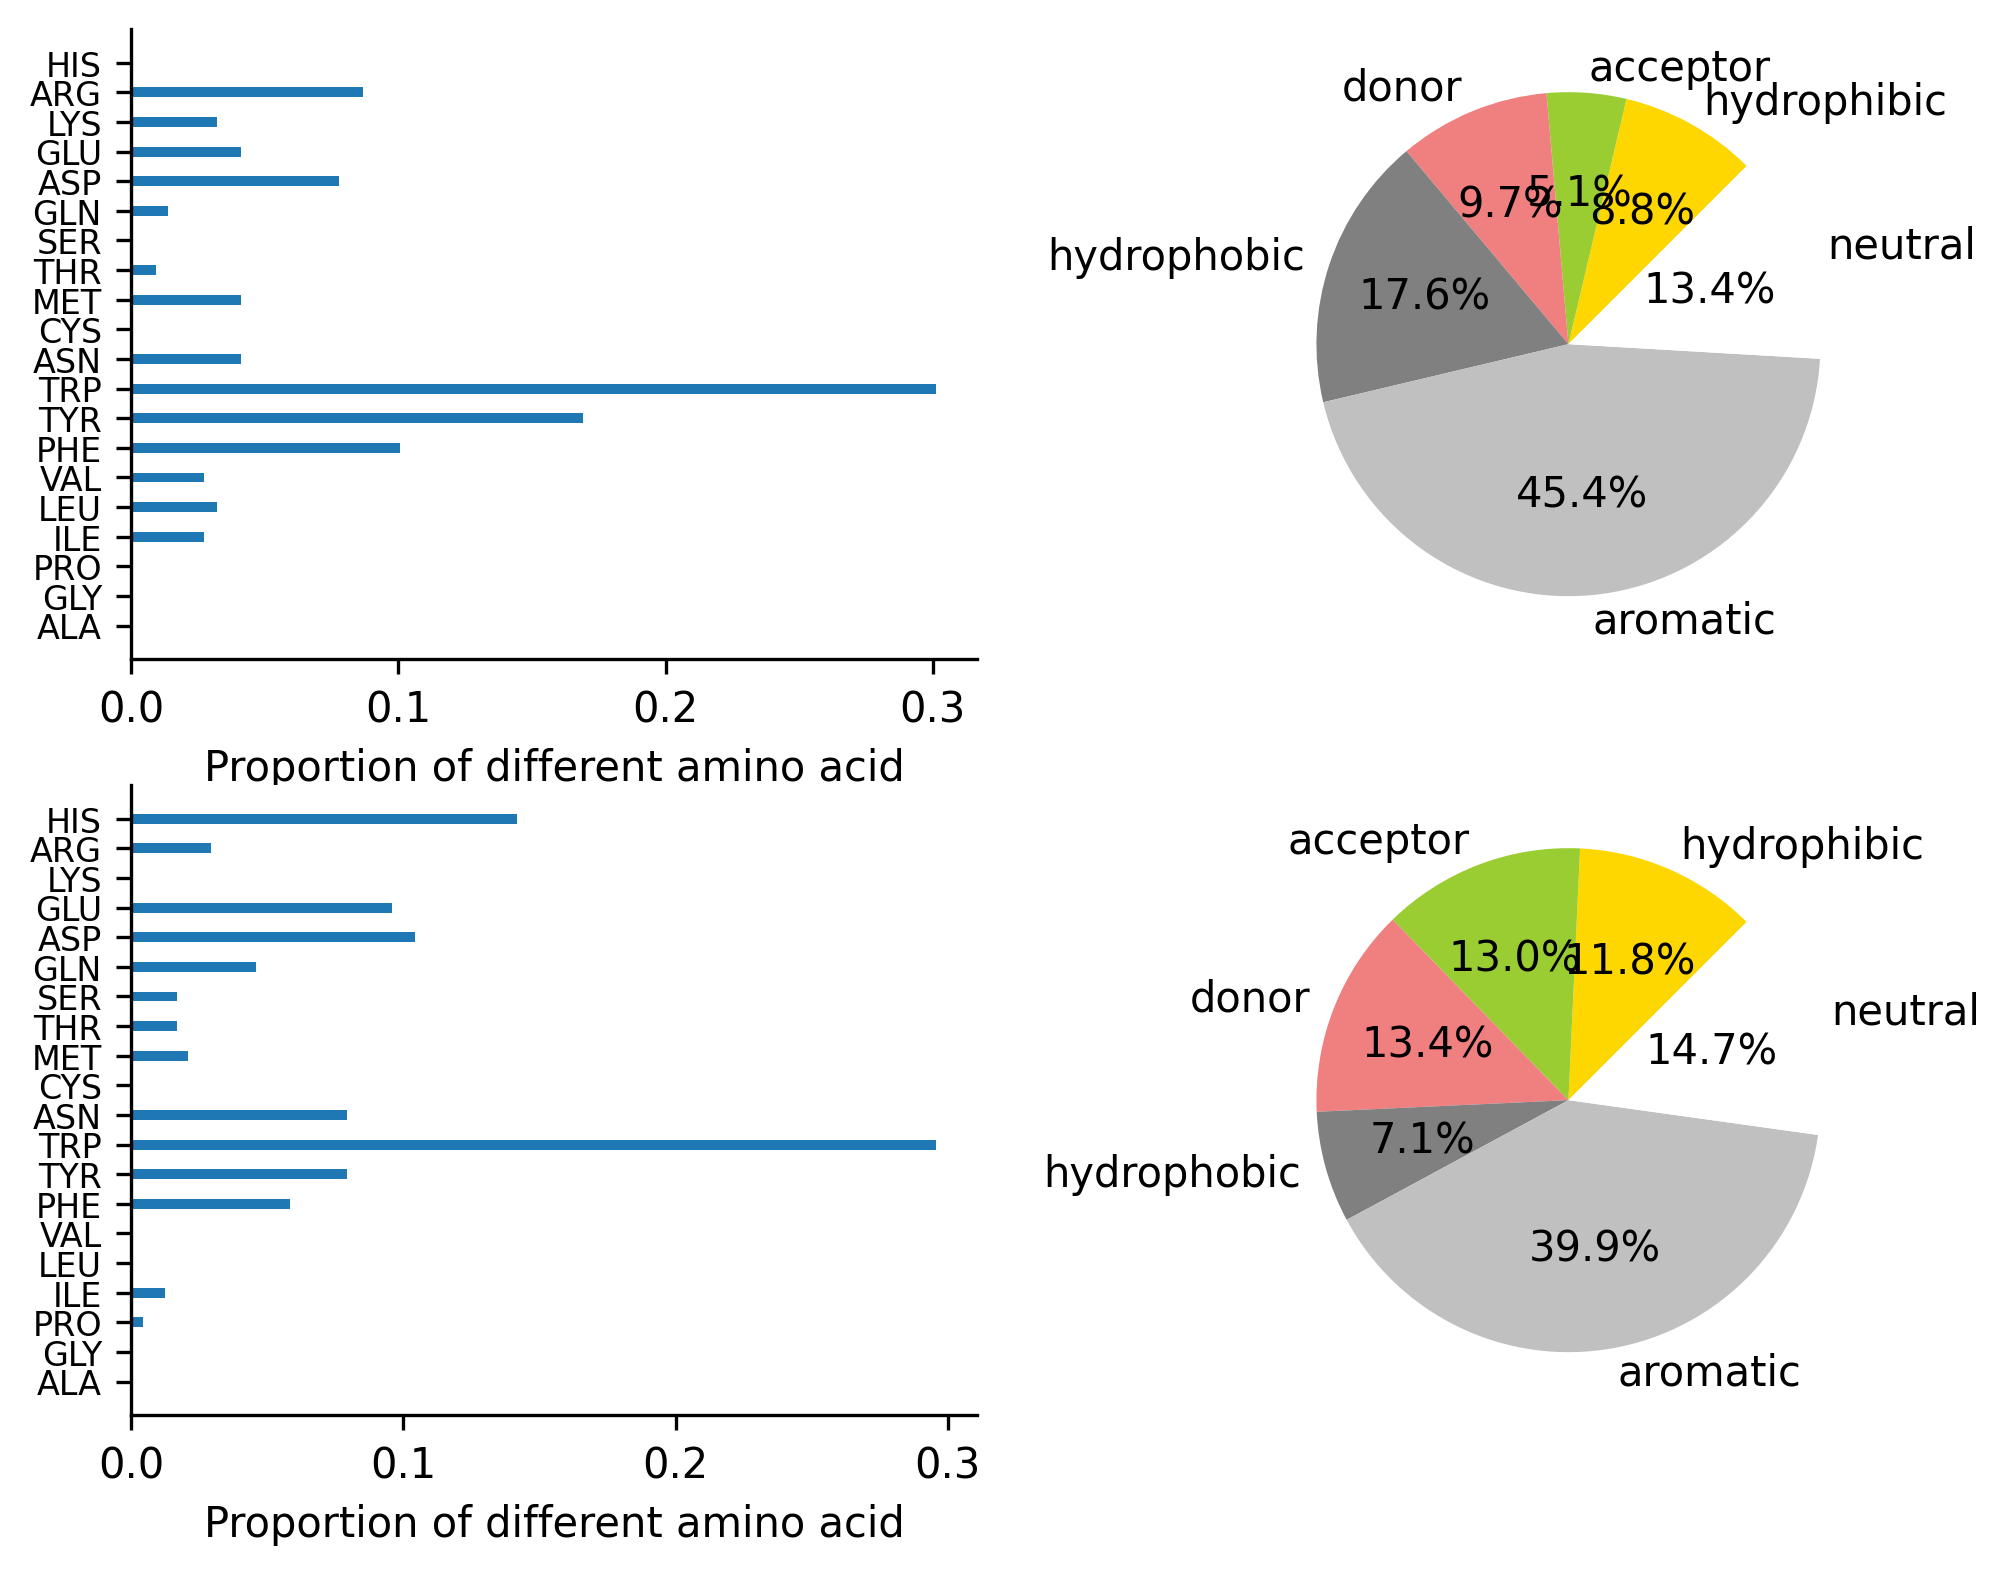 HIS
ARG
LYS
GLU
ASP
GLN
SER
THR
MET
CYS
ASN
TRP
TYR
PHE
VAL
LEU
ILE
PRO
GLY
ALA
0.0 0.1 0.2 0.3
Proportion of different amino acid
acceptor
donor
hydrophibic
neutral
hydrophobic
aromatic
5.1%
9.7%
8.8%
13.4%
17.6%
45.4%
HIS
ARG
LYS
GLU
ASP
GLN
SER
THR
MET
CYS
ASN
TRP
TYR
PHE
VAL
LEU
ILE
PRO
GLY
ALA
0.0 0.1 0.2 0.3
Proportion of different amino acid
acceptor
hydrophibic
donor
neutral
hydrophobic
aromatic
13.0%
11.8%
13.4%
14.7%
7.1%
39.9%